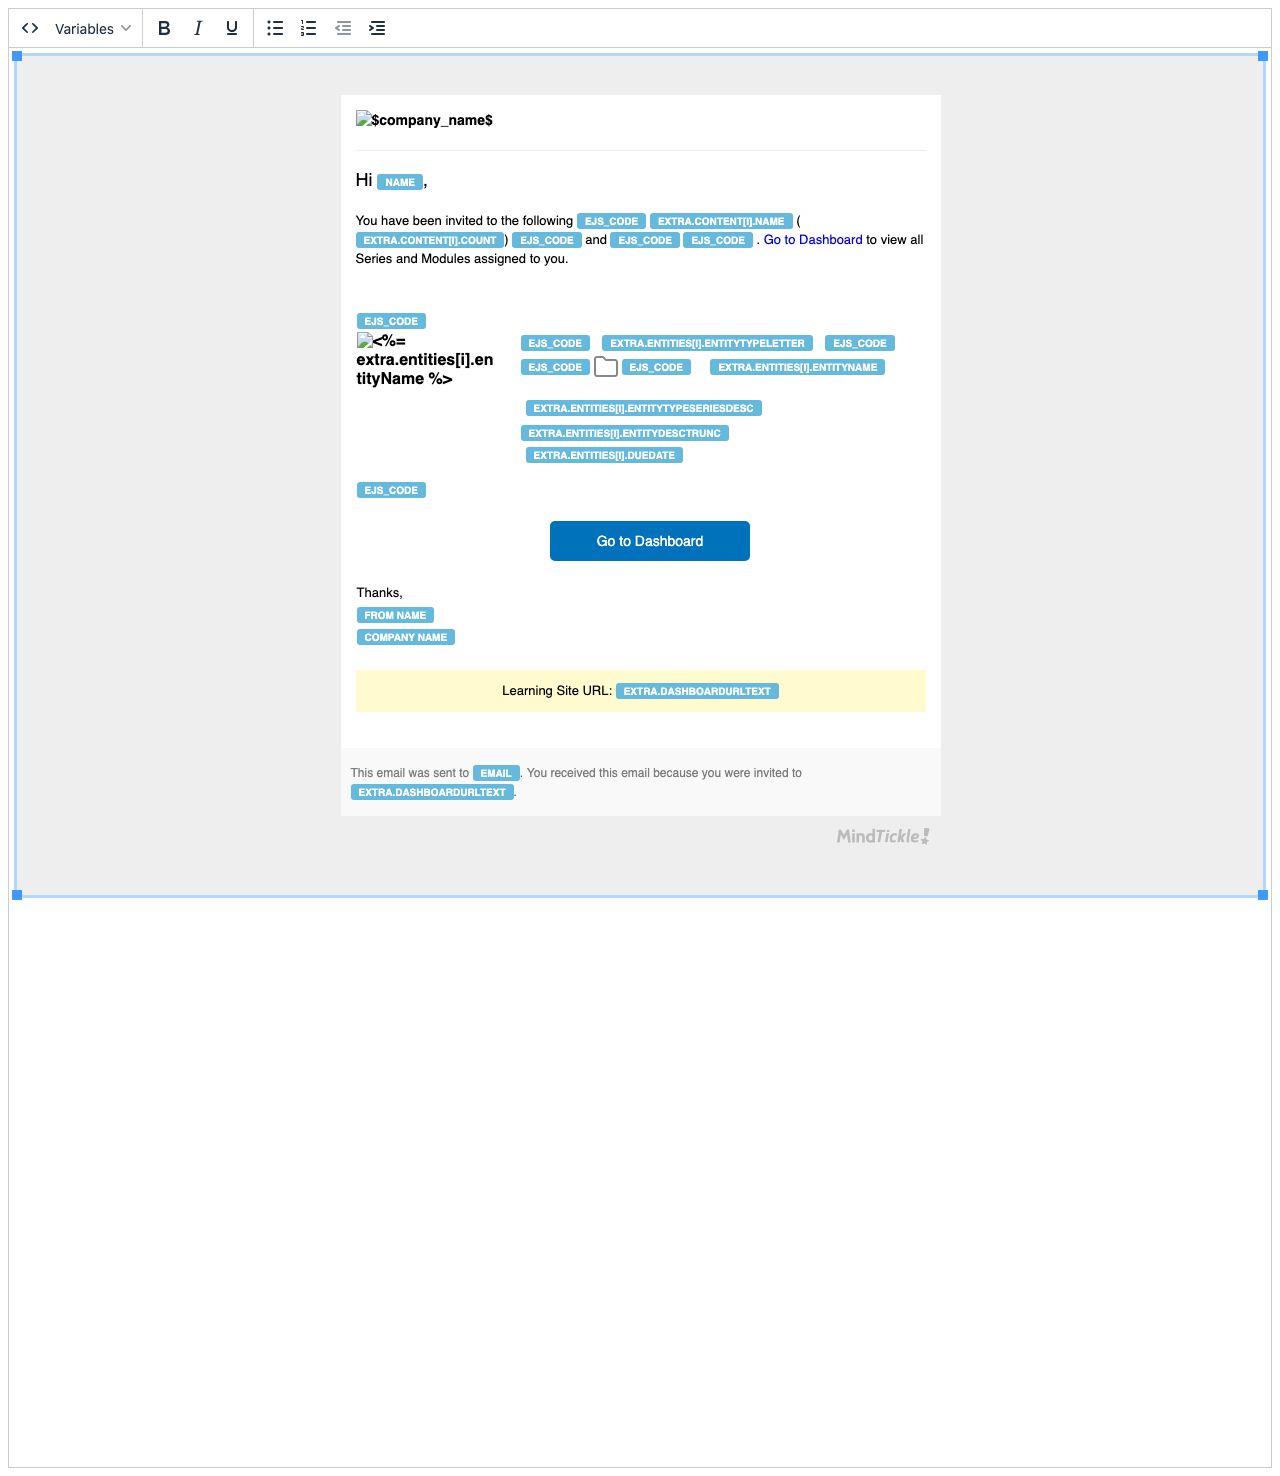 Variables B I U
$company_name$
Hi NAME,
You have been invited to the following EJS_CODE EXTRA.CONTENT[I].NAME (
EXTRA.CONTENT[I].COUNT) EJS_CODE and EJS_CODE EJS_CODE . Go to Dashboard to view all
Series and Modules assigned to you.
EJS_CODE
<%=
extra.entities[i].en
tityName %>
EJS_CODE EXTRA.ENTITIES[I].ENTITYTYPELETTER EJS_CODE
EJS_CODE EJS_CODE EXTRA.ENTITIES[I].ENTITYNAME
EXTRA.ENTITIES[I].ENTITYTYPESERIESDESC
EXTRA.ENTITIES[I].ENTITYDESCTRUNC
EXTRA.ENTITIES[I].DUEDATE
EJS_CODE
Go to Dashboard
Thanks,
FROM NAME
COMPANY NAME
Learning Site URL: EXTRA.DASHBOARDURLTEXT
This email was sent to EMAIL. You received this email because you were invited to
EXTRA.DASHBOARDURLTEXT.
MindTickle!